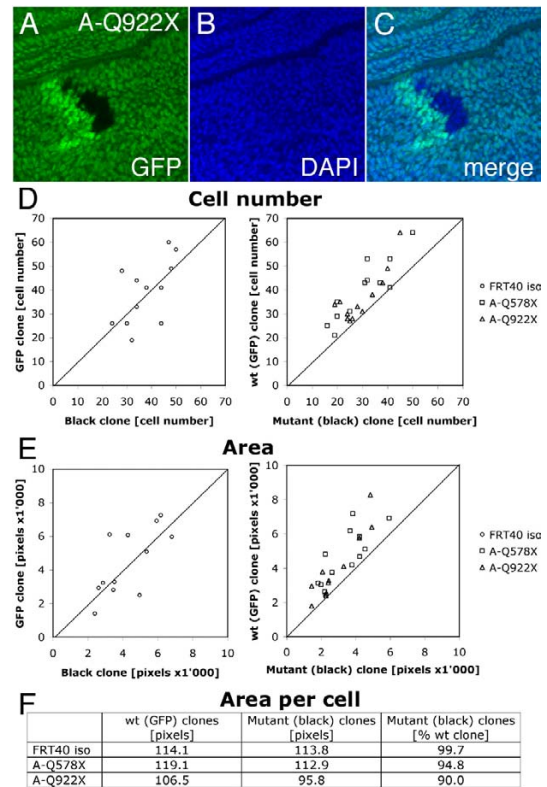 A A-Q922X B C
GFP DAPI merge
D Cell number
GFP clone [cell number]
70
60
50
40
30
20
10
0
0 10 20 30 40 50 60 70
Black clone [cell number]
wt (GFP) clone [cell number]
70
60
50
40
30
20
10
0
0 10 20 30 40 50 60 70
Mutant (black) clone [cell number]
FRT40 iso
A-Q578X
A-Q922X
E Area
GFP clone [pixels x1'000]
10
8
6
4
2
0
0 2 4 6 8 10
Black clone [pixels x1'000]
wt (GFP) clone [pixels x1'000]
10
8
6
4
2
0
0 2 4 6 8 10
Mutant (black) clone [pixels x1'000]
FRT40 iso
A-Q578X
A-Q922X
F Area per cell
wt (GFP) clones [pixels] Mutant (black) clones [pixels] Mutant (black) clones [% wt clone]
FRT40 iso 114.1 113.8 99.7
A-Q578X 119.1 112.9 94.8
A-Q922X 106.5 95.8 90.0